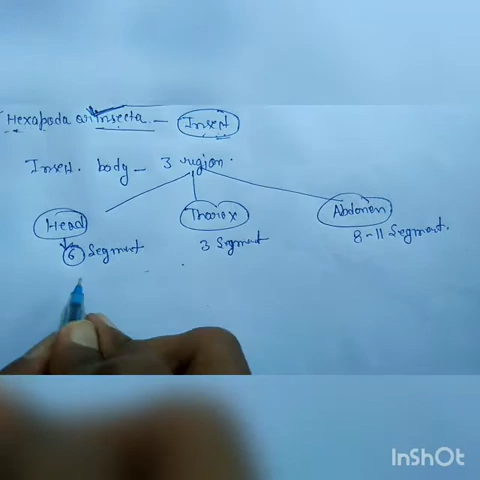 Hexapoda or Insecta - Insect
Insect body - 3 region.
Head Thorax Abdomen
6 Segment 3 Segment 8-11 Segment.
InShOt